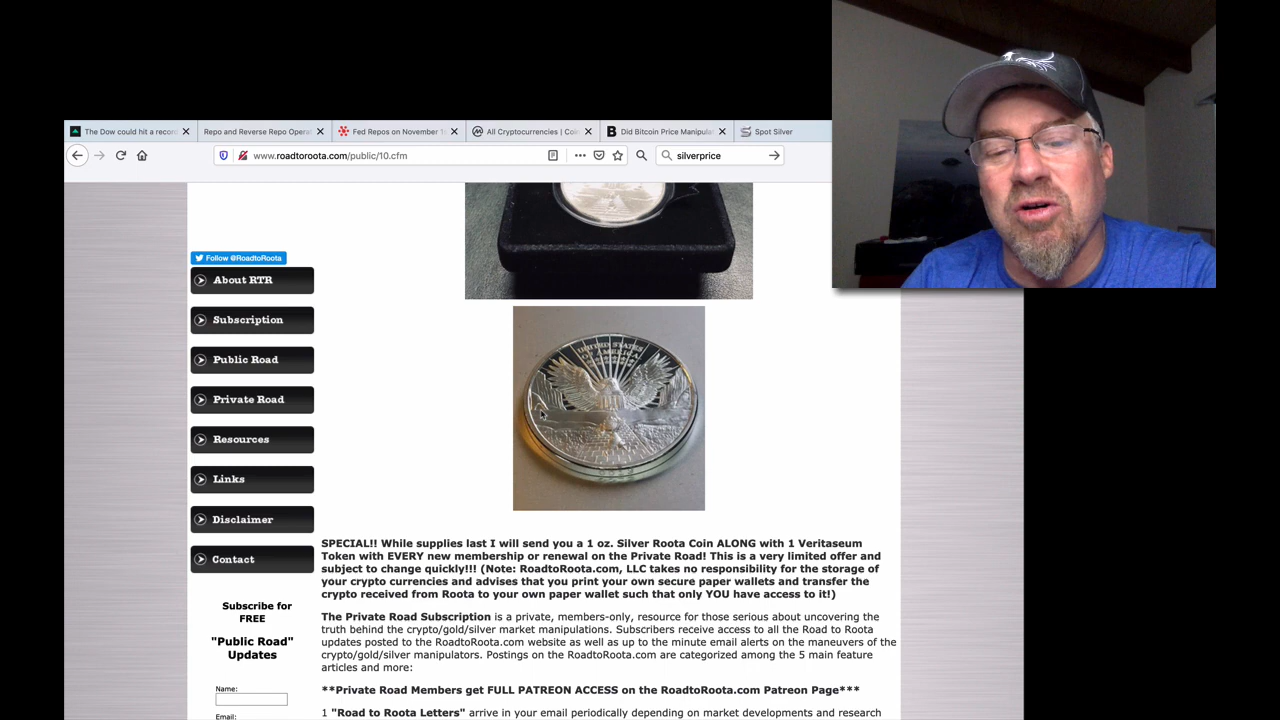 The Dow could hit a recor
Repo and Reverse Repo Operat
Fed Repos on November 1
All Cryptocurrencies | Coi
Did Bitcoin Price Manipula
Spot Silver
www.roadtoroota.com/public/10.cfm
silverprice
Follow @RoadtoRoota
About RTR
Subscription
Public Road
Private Road
Resources
Links
Disclaimer
Contact
Subscribe for
FREE
"Public Road"
Updates
Name:
Email:
UNITED STATES
OF AMERICA
SPECIAL!! While supplies last I will send you a 1 oz. Silver Roota Coin ALONG with 1 Veritaseum
Token with EVERY new membership or renewal on the Private Road! This is a very limited offer and
subject to change quickly!!! (Note: RoadtoRoota.com, LLC takes no responsibility for the storage of
your crypto currencies and advises that you print your own secure paper wallets and transfer the
crypto received from Roota to your own paper wallet such that only YOU have access to it!)
The Private Road Subscription is a private, members-only, resource for those serious about uncovering the
truth behind the crypto/gold/silver market manipulations. Subscribers receive access to all the Road to Roota
updates posted to the RoadtoRoota.com website as well as up to the minute email alerts on the maneuvers of the
crypto/gold/silver manipulators. Postings on the RoadtoRoota.com are categorized among the 5 main feature
articles and more:
**Private Road Members get FULL PATREON ACCESS on the RoadtoRoota.com Patreon Page***
1 "Road to Roota Letters" arrive in your email periodically depending on market developments and research